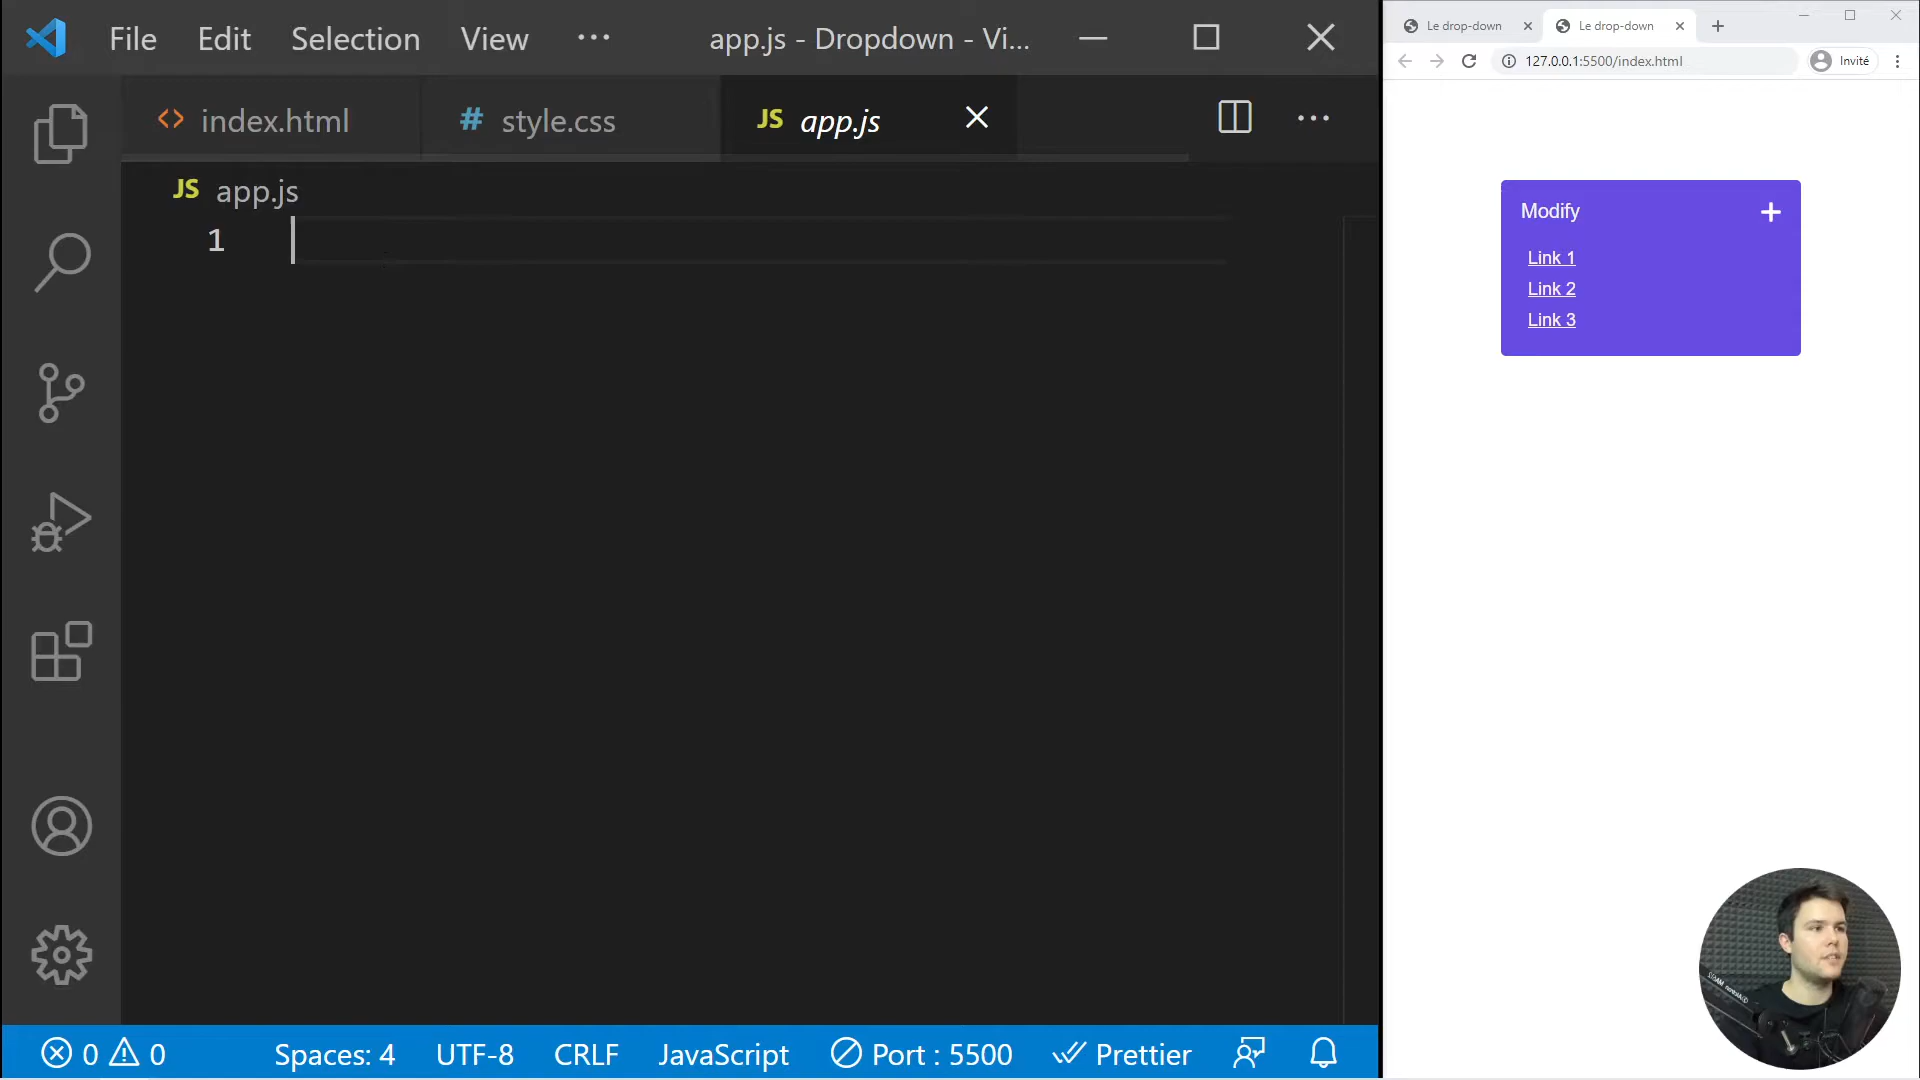 File Edit Selection View ··· app.js - Dropdown - Vi...
index.html
style.css
JS app.js
JS app.js
1
0 0 Spaces: 4 UTF-8 CRLF JavaScript Port : 5500 Prettier
Le drop-down
Le drop-down
127.0.0.1:5500/index.html
Invité
Modify
Link 1
Link 2
Link 3